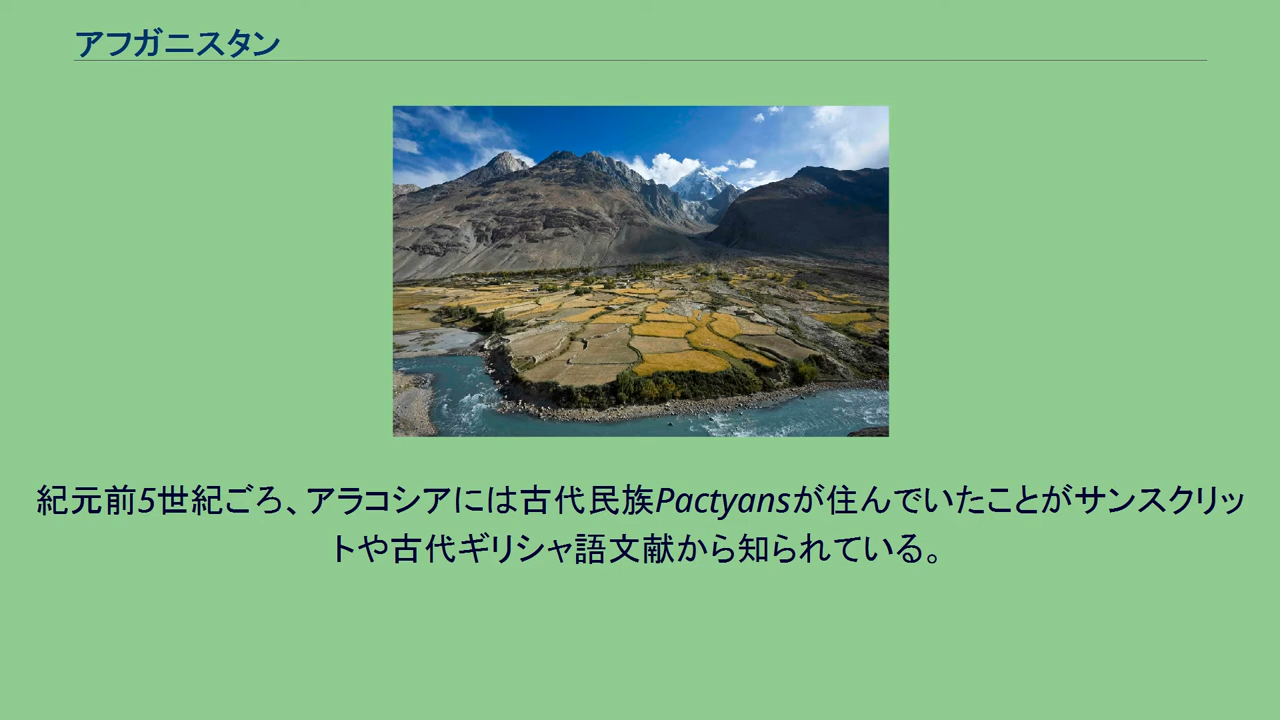 アフガニスタン
紀元前5世紀ごろ、アラコシアには古代民族Pactyansが住んでいたことがサンスクリッ
トや古代ギリシャ語文献から知られている。